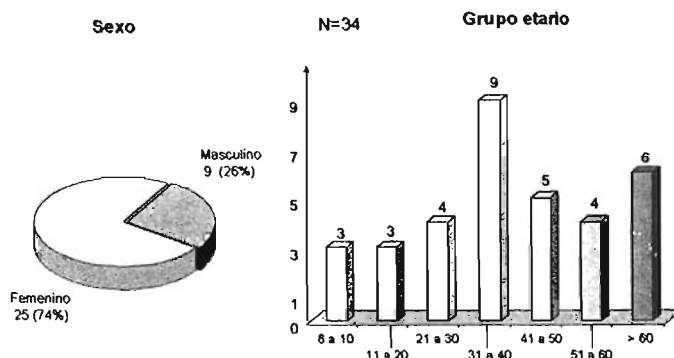 Sexo
N=34
Grupo etario
Masculino
9 (26%)
Femenino
25 (74%)
9
7
5
3
1
0
3
3
4
9
5
4
6
6 a 10
11 a 20
21 a 30
31 a 40
41 a 50
51 a 60
> 60